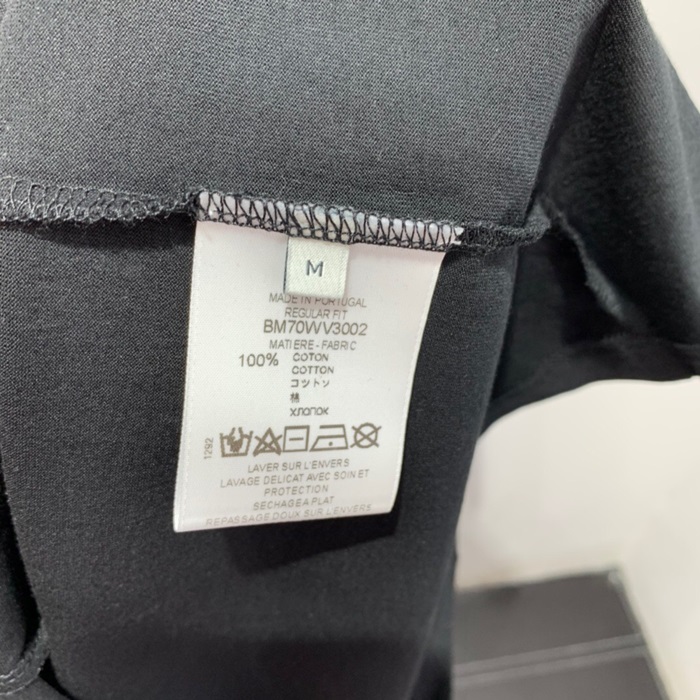 M
MADE IN PORTUGAL
REGULAR FIT
BM70WV3002
MATIERE - FABRIC
100% COTON
COTTON
コットン
棉
ХЛОПОК
1292
LAVER SUR L'ENVERS
LAVAGE DELICAT AVEC SOIN ET
PROTECTION
SECHAGE A PLAT
REPASSAGE DOUX SUR L'ENVERS